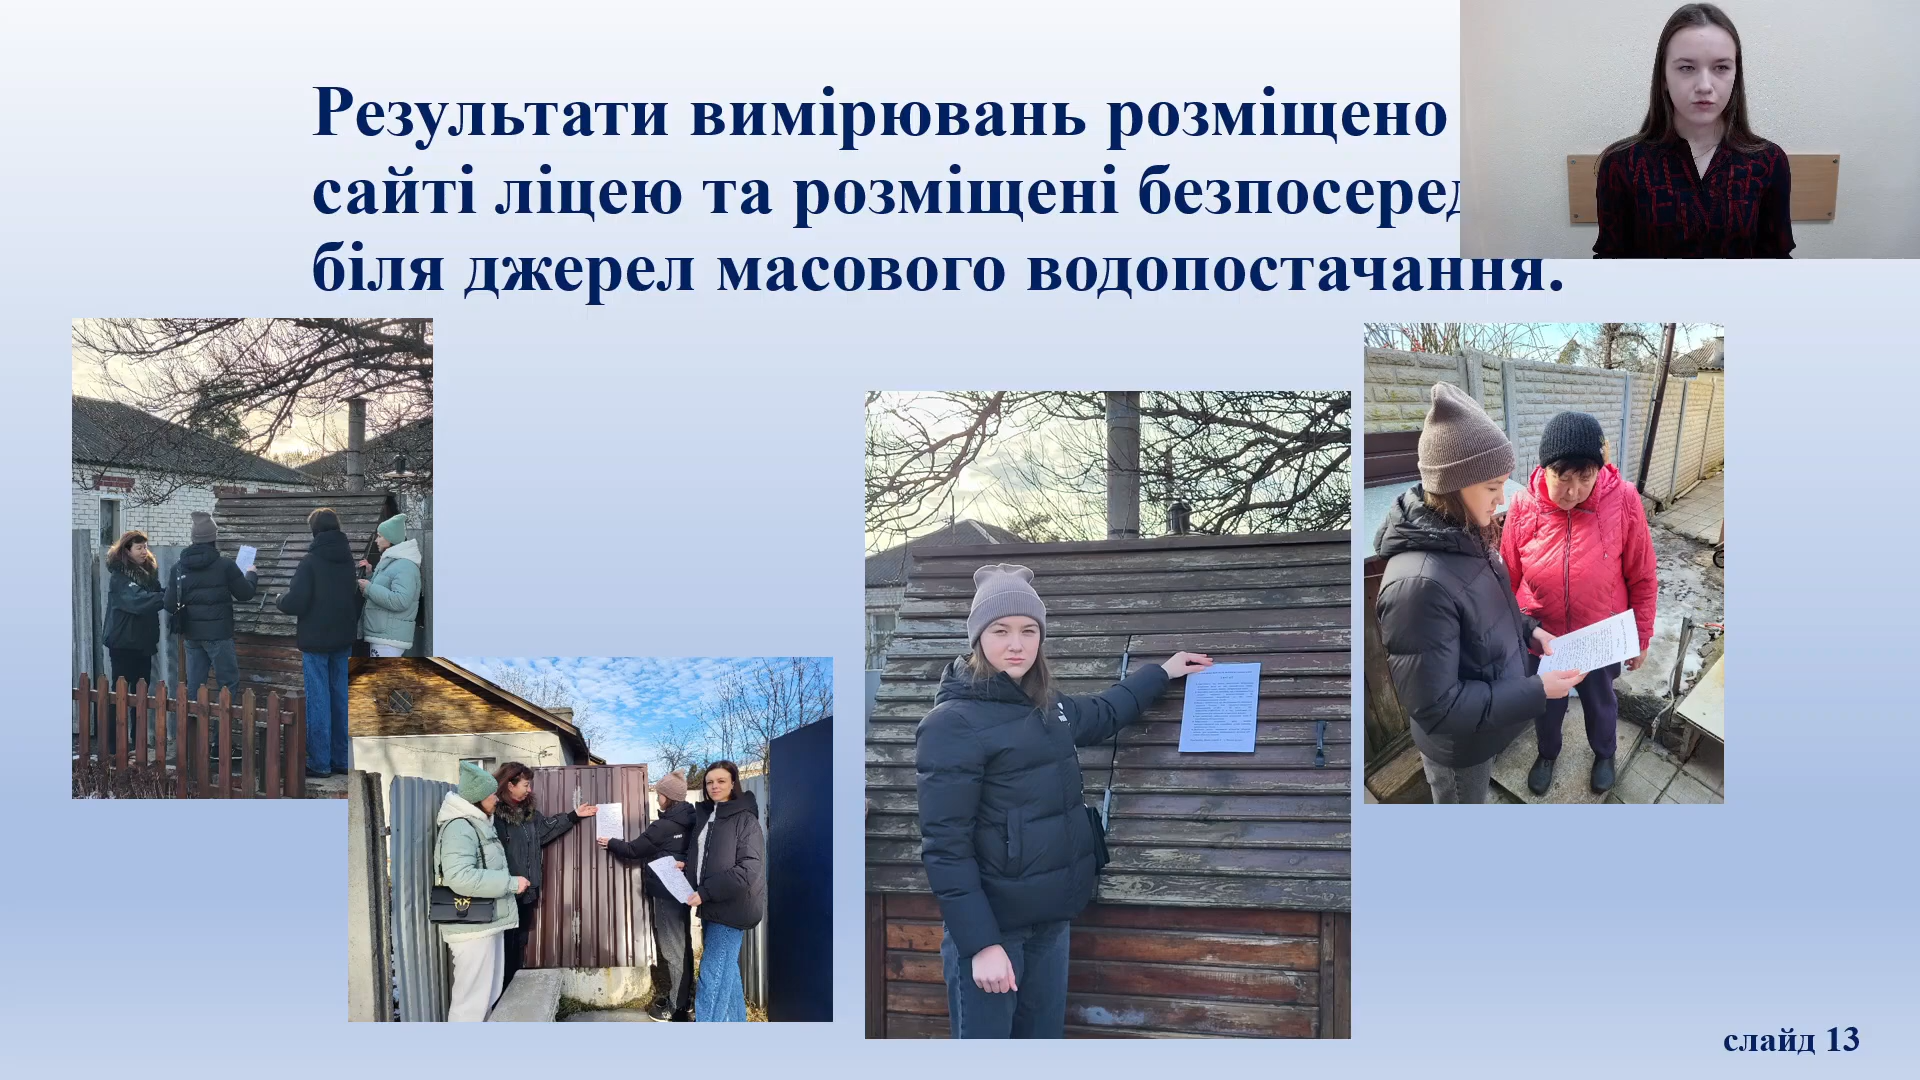 Результати вимірювань розміщено
сайті ліцею та розміщені безпосеред
біля джерел масового водопостачання.
слайд 13